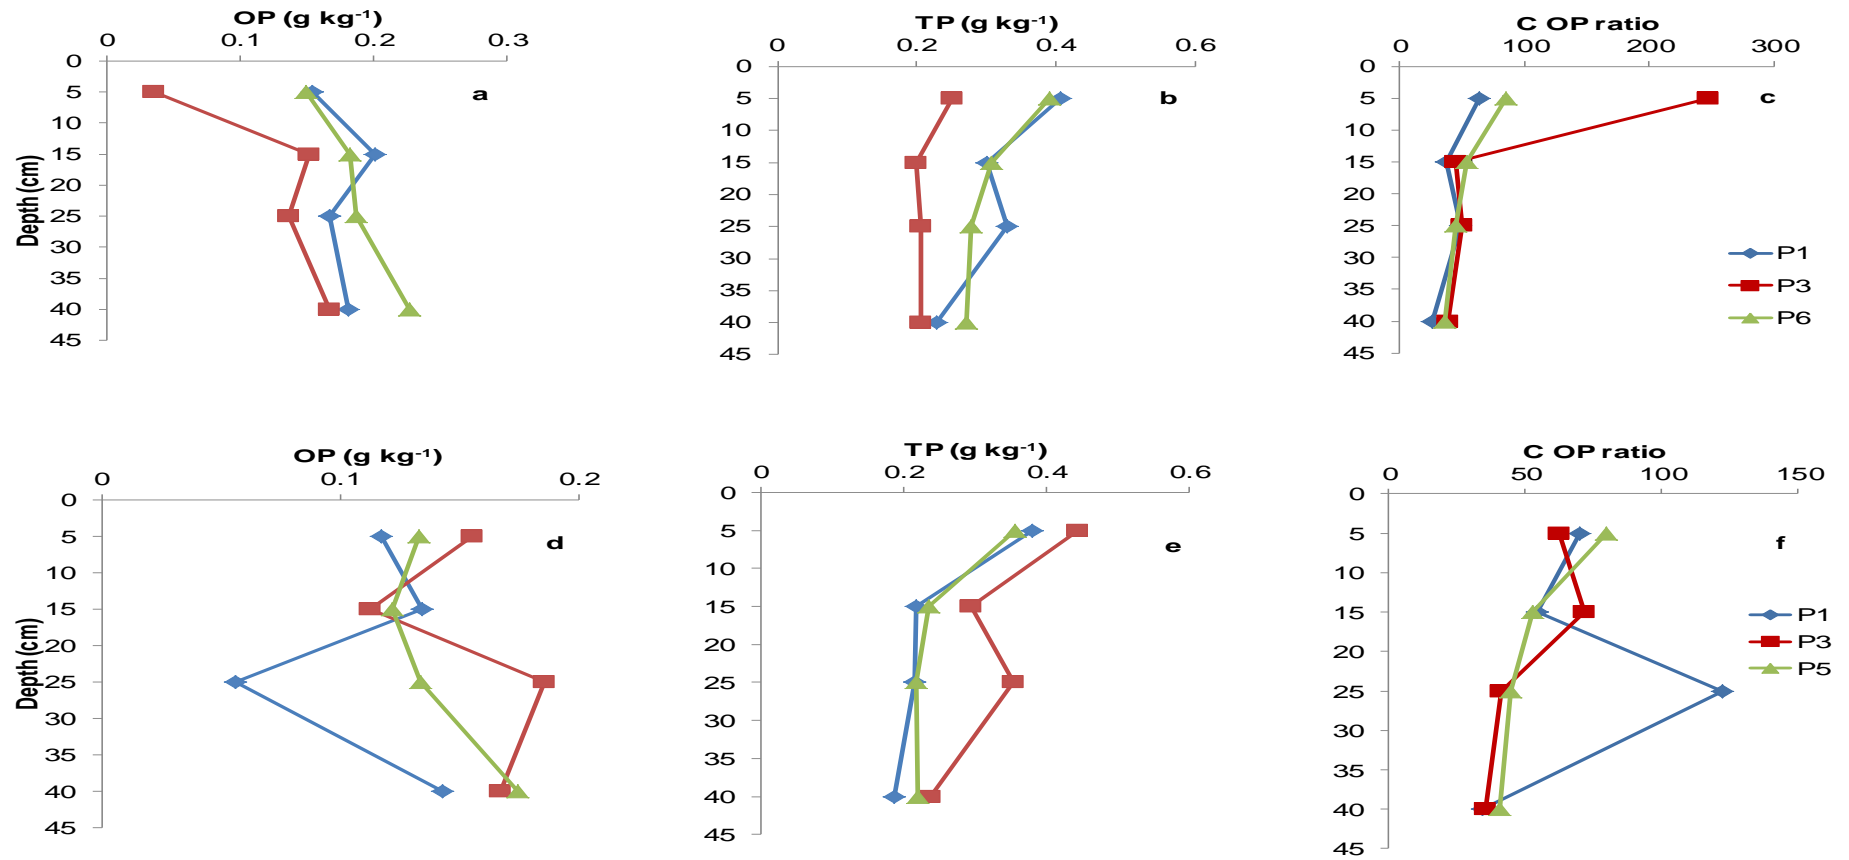 OP (g kg-1)
0 0.1 0.2 0.3
0
5
10
15
20
25
30
35
40
45
Depth (cm)
a
TP (g kg-1)
0 0.2 0.4 0.6
0
5
10
15
20
25
30
35
40
45
b
C OP ratio
0 100 200 300
0
5
10
15
20
25
30
35
40
45
c
P1
P3
P6
OP (g kg-1)
0 0.1 0.2
0
5
10
15
20
25
30
35
40
45
Depth (cm)
d
TP (g kg-1)
0 0.2 0.4 0.6
0
5
10
15
20
25
30
35
40
45
e
C OP ratio
0 50 100 150
0
5
10
15
20
25
30
35
40
45
f
P1
P3
P5